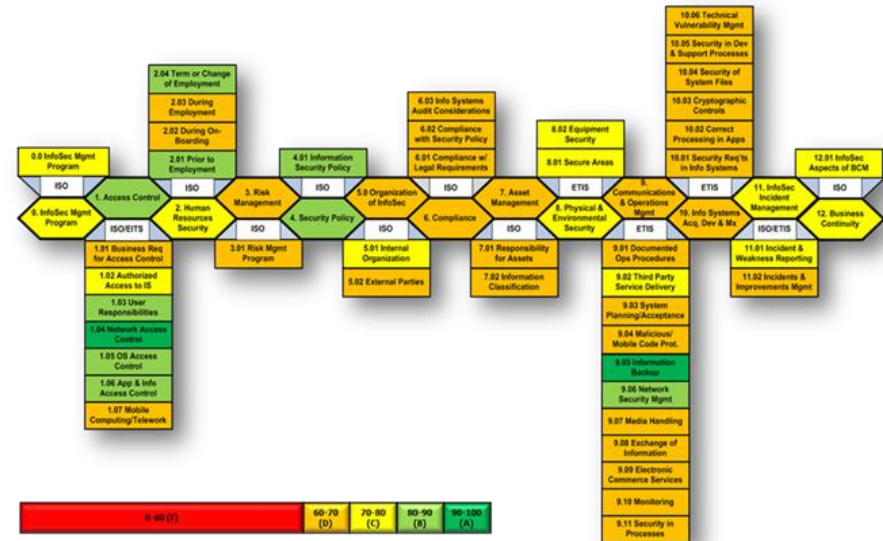 10.06 Technical
Vulnerability Mgmt
10.05 Security in Dev
& Support Processes
10.04 Security of
System Files
10.03 Cryptographic
Controls
10.02 Correct
Processing in Apps
10.01 Security Req'ts
in Info Systems
2.04 Term or Change
of Employment
2.03 During
Employment
2.02 During On-
Boarding
2.01 Prior to
Employment
6.03 Info Systems
Audit Considerations
6.02 Compliance
with Security Policy
6.01 Compliance w/
Legal Requirements
8.02 Equipment
Security
8.01 Secure Areas
0.0 InfoSec Mgmt
Program
4.01 Information
Security Policy
12.01 InfoSec
Aspects of BCM
ISO
ISO
ISO
ISO
ETIS
ETIS
ISO
0. InfoSec Mgmt
Program
1. Access Control
2. Human
Resources
Security
3. Risk
Management
4. Security Policy
5.0 Organization
of InfoSec
6. Compliance
7. Asset
Management
8. Physical &
Environmental
Security
9.
Communications
& Operations
Mgmt
10. Info Systems
Acq, Dev & Mx
11. InfoSec
Incident
Management
12. Business
Continuity
ISO/EITS
ISO
ISO
ISO
ETIS
ISO/ETIS
1.01 Business Req
for Access Control
1.02 Authorized
Access to IS
1.03 User
Responsibilities
1.04 Network Access
Control
1.05 OS Access
Control
1.06 App & Info
Access Control
1.07 Mobile
Computing/Telework
3.01 Risk Mgmt
Program
5.01 Internal
Organization
5.02 External Parties
7.01 Responsibility
for Assets
7.02 Information
Classification
9.01 Documented
Ops Procedures
9.02 Third Party
Service Delivery
9.03 System
Planning/Acceptance
9.04 Malicious/
Mobile Code Prot.
9.05 Information
Backup
9.06 Network
Security Mgmt
9.07 Media Handling
9.08 Exchange of
Information
9.09 Electronic
Commerce Services
9.10 Monitoring
9.11 Security in
Processes
11.01 Incident &
Weakness Reporting
11.02 Incidents &
Improvements Mgmt
0-60 (F)
60-70
(D)
70-80
(C)
80-90
(B)
90-100
(A)